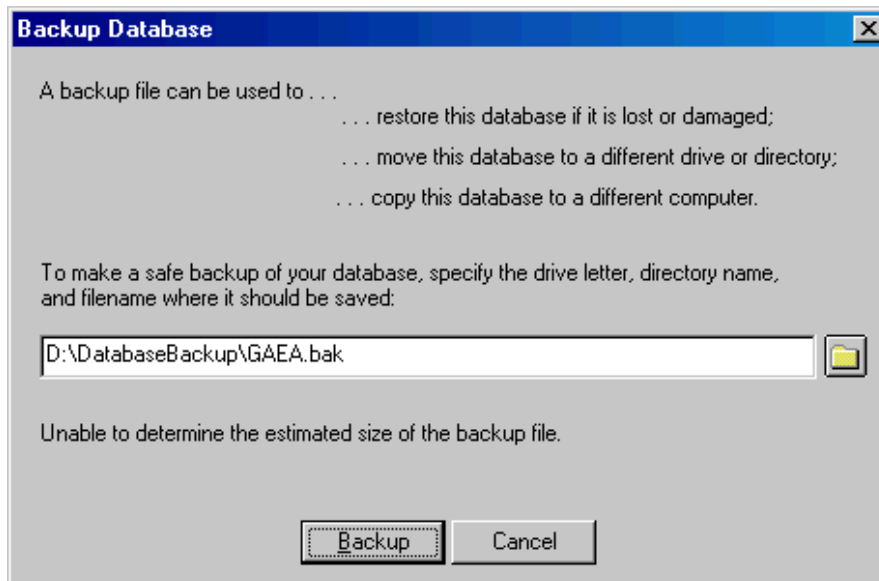 Backup Database
A backup file can be used to . . .
. . . restore this database if it is lost or damaged;
. . . move this database to a different drive or directory;
. . . copy this database to a different computer.
To make a safe backup of your database, specify the drive letter, directory name,
and filename where it should be saved:
D:\DatabaseBackup\GAEA.bak
Unable to determine the estimated size of the backup file.
Backup
Cancel